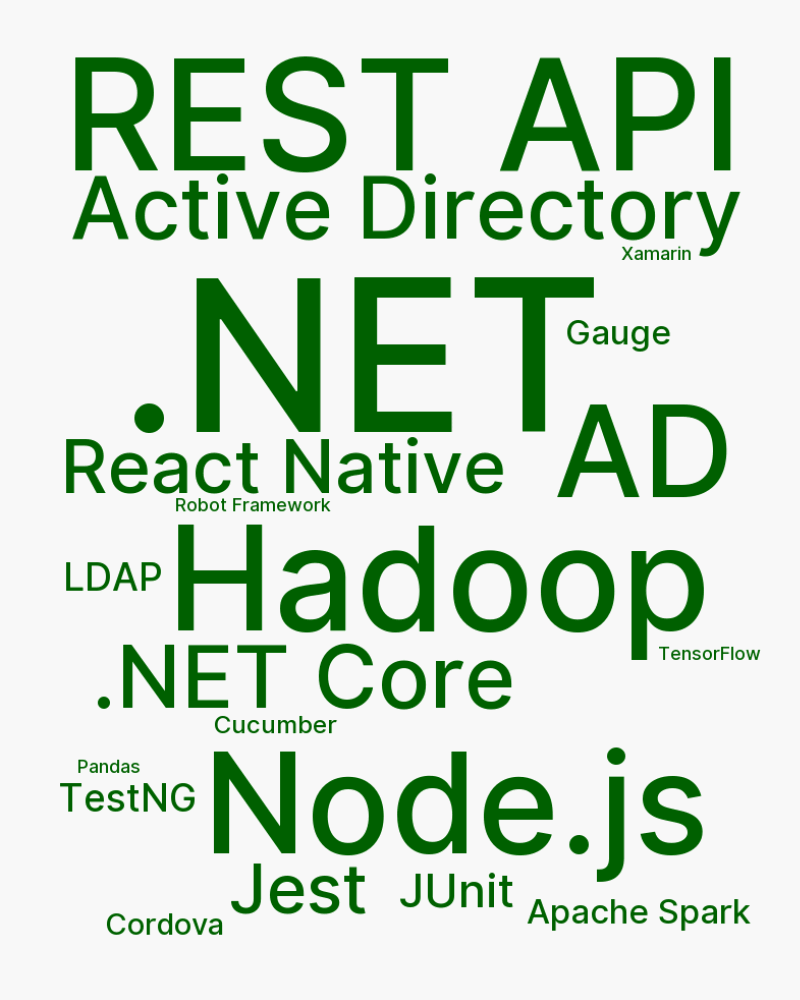 REST API
Active Directory
Xamarin
.NET
Gauge
AD
React Native
Robot Framework
Hadoop
LDAP
TensorFlow
.NET Core
Cucumber
Node.js
Pandas
TestNG
Jest
JUnit
Apache Spark
Cordova